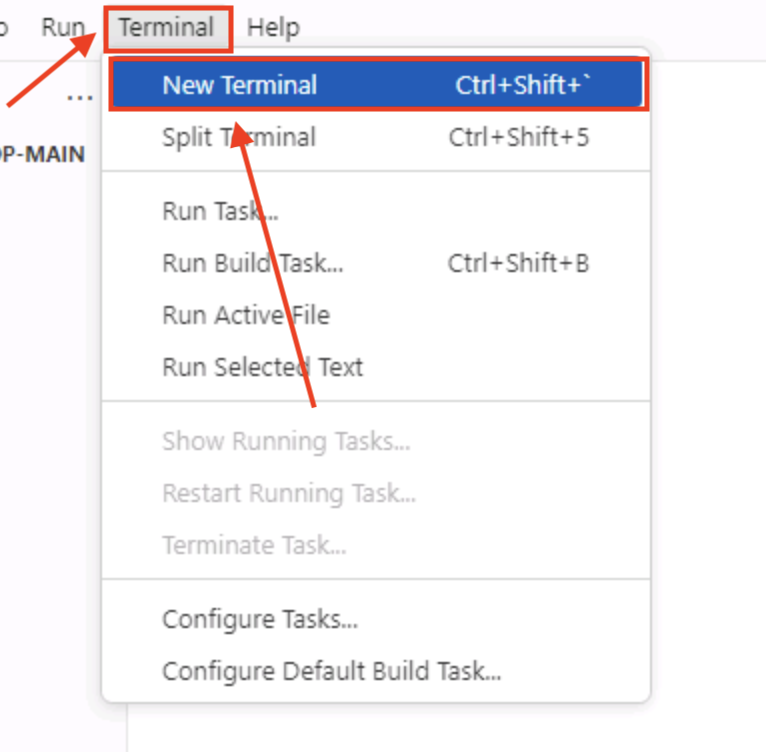 Run Terminal Help
...
New Terminal Ctrl+Shift+`
P-MAIN
Split Terminal Ctrl+Shift+5
Run Task...
Run Build Task... Ctrl+Shift+B
Run Active File
Run Selected Text
Show Running Tasks...
Restart Running Task...
Terminate Task...
Configure Tasks...
Configure Default Build Task...